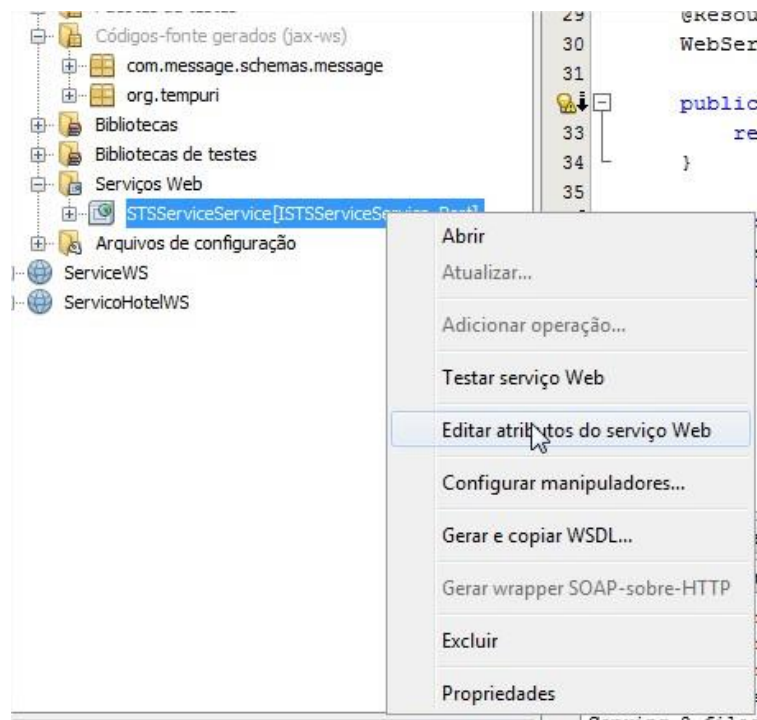 Códigos-fonte gerados (jax-ws)
com.message.schemas.message
org.tempuri
Bibliotecas
Bibliotecas de testes
Serviços Web
STSServiceService[ISTSServiceService_Port]
Arquivos de configuração
ServiceWS
ServicoHotelWS
29 @Resou
30 WebSer
31
public
33 re
34 }
35
Abrir
Atualizar...
Adicionar operação...
Testar serviço Web
Editar atributos do serviço Web
Configurar manipuladores...
Gerar e copiar WSDL...
Gerar wrapper SOAP-sobre-HTTP
Excluir
Propriedades